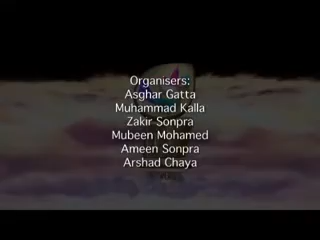 Organisers:
Asghar Gatta
Muhammad Kalla
Zakir Sonpra
Mubeen Mohamed
Ameen Sonpra
Arshad Chaya